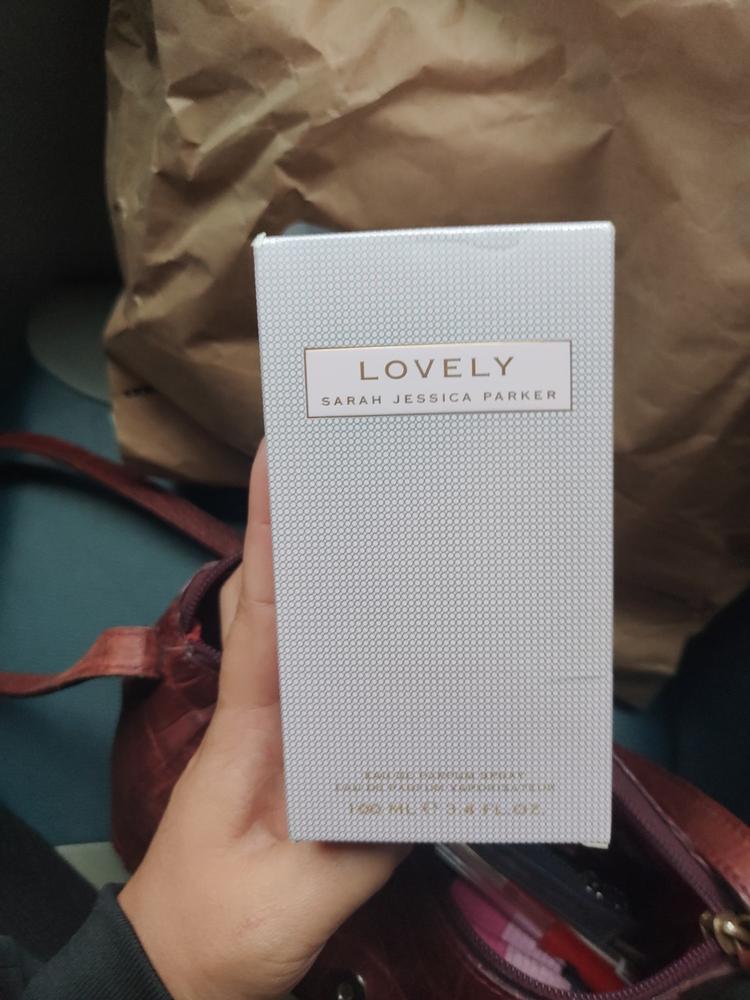 LOVELY
SARAH JESSICA PARKER
EAU DE PARFUM SPRAY
EAU DE PARFUM VAPORISATEUR
100 ML ℮ 3.4 FL. OZ.